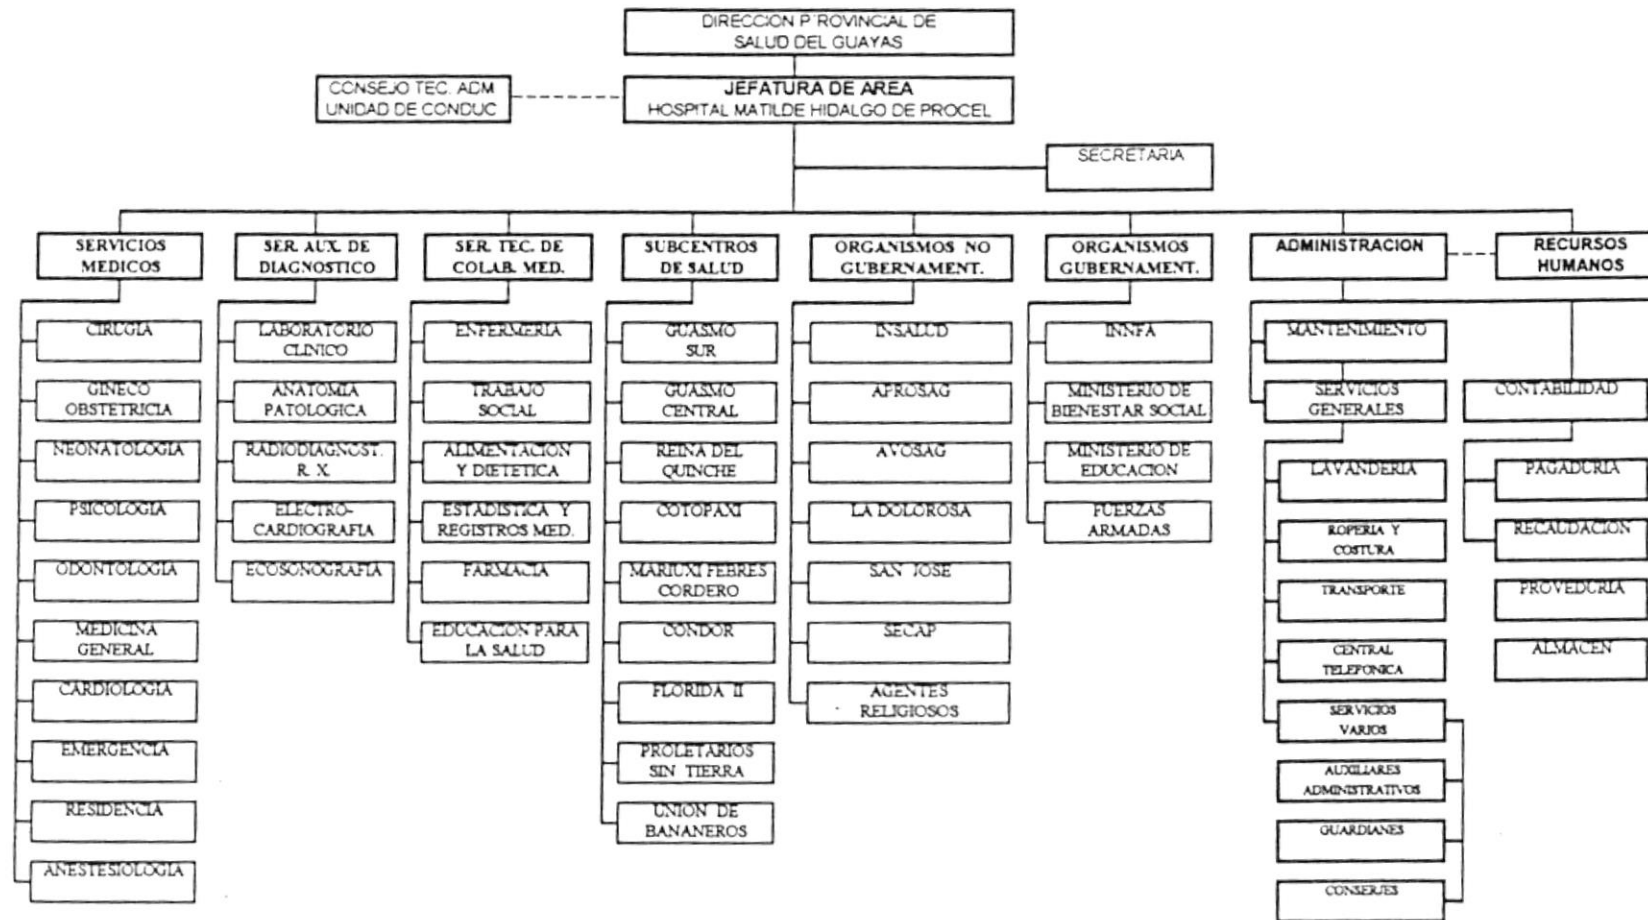 DIRECCION P'ROVINCIAL DE
SALUD DEL GUAYAS
CONSEJO TEC. ADM
UNIDAD DE CONDUC
JEFATURA DE AREA
HOSPITAL MATILDE HIDALGO DE PROCEL
SECRETARIA
SERVICIOS
MEDICOS
CIRUGIA
GINECO
OBSTETRICIA
NEONATOLOGIA
PSICOLOGIA
ODONTOLOGIA
MEDICINA
GENERAL
CARDIOLOGIA
EMERGENCIA
RESIDENCIA
ANESTESIOLOGIA
SER. AUX. DE
DIAGNOSTICO
LABORATORIO
CLINICO
ANATOMIA
PATOLOGICA
RADIODIAGNOST.
R. X.
ELECTRO-
CARDIOGRAFIA
ECOSONOGRAFIA
SER. TEC. DE
COLAB. MED.
ENFERMERIA
TRABAJO
SOCIAL
ALIMENTACION
Y DIETETICA
ESTADISTICA Y
REGISTROS MED.
FARMACIA
EDUCACION PARA
LA SALUD
SUBCENTROS
DE SALUD
GUASMO
SUR
GUASMO
CENTRAL
REINA DEL
QUINCHE
COTOPAXI
MARIUXI FEBRES
CORDERO
CONDOR
FLORIDA II
PROLETARIOS
SIN TIERRA
UNION DE
BANANEROS
ORGANISMOS NO
GUBERNAMENT.
INSALUD
APROSAG
AVOSAG
LA DOLOROSA
SAN JOSE
SECAP
AGENTES
RELIGIOSOS
ORGANISMOS
GUBERNAMENT.
INNFA
MINISTERIO DE
BIENESTAR SOCIAL
MINISTERIO DE
EDUCACION
FUERZAS
ARMADAS
ADMINISTRACION
MANTENIMIENTO
SERVICIOS
GENERALES
LAVANDERIA
ROPERIA Y
COSTURA
TRANSPORTE
CENTRAL
TELEFONICA
SERVICIOS
VARIOS
AUXILIARES
ADMINISTRATIVOS
GUARDIANES
CONSERJES
RECURSOS
HUMANOS
CONTABILIDAD
PAGADURIA
RECAUDACION
PROVEDURIA
ALMACEN